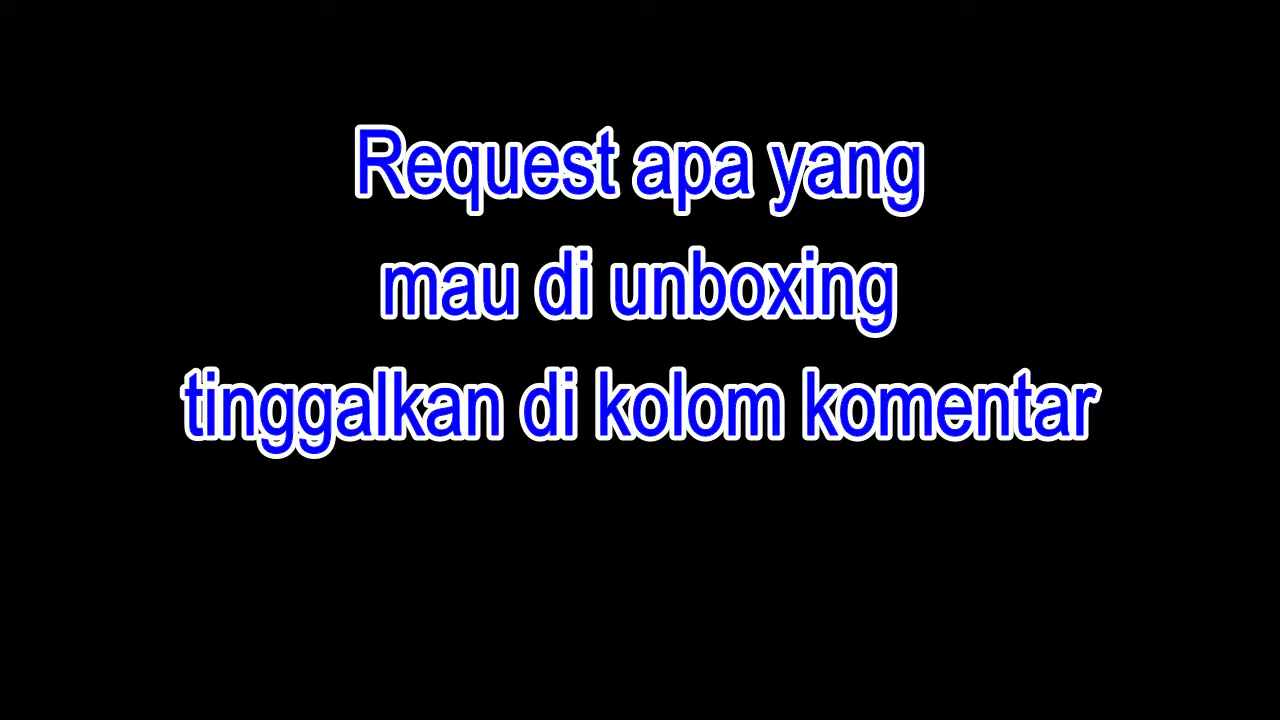 Request apa yang
mau di unboxing
tinggalkan di kolom komentar